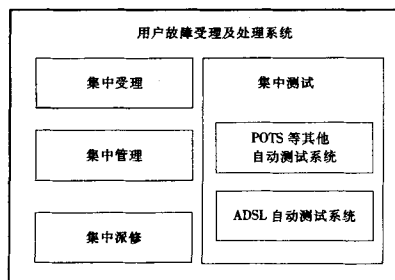 用户故障受理及处理系统
集中受理
集中管理
集中派修
集中测试
POTS 等其他
自动测试系统
ADSL 自动测试系统